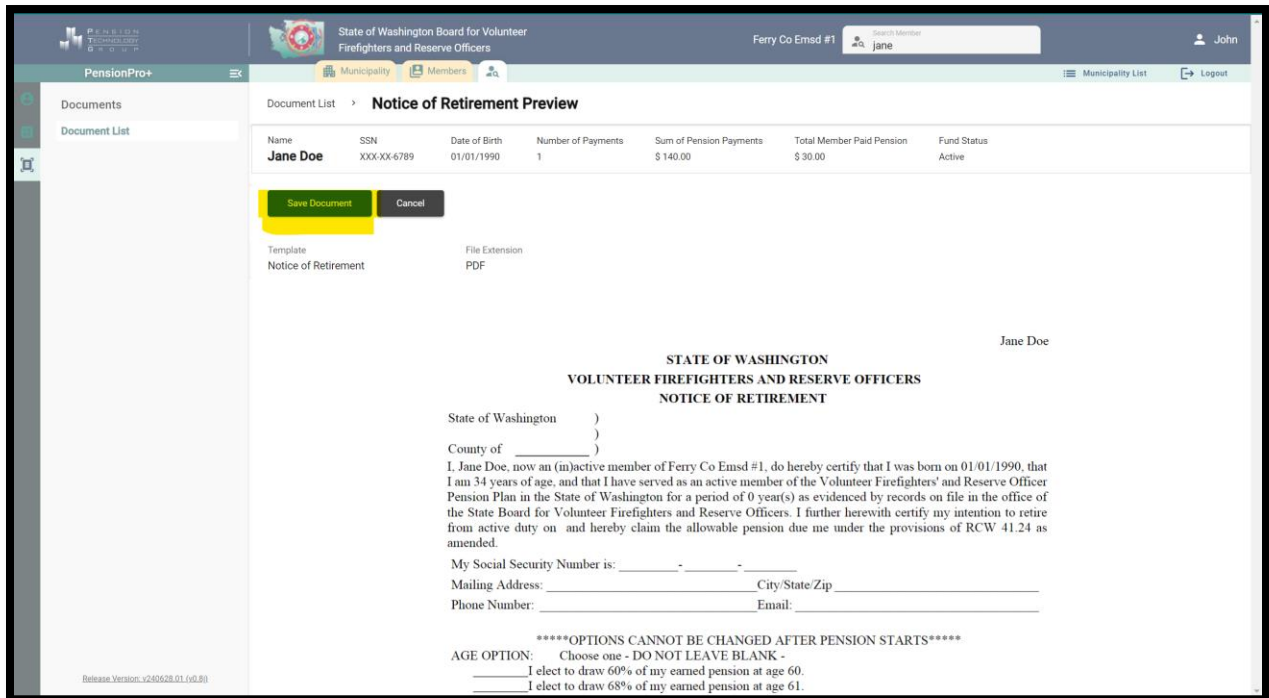 PENSION
TECHNOLOGY
GROUP
State of Washington Board for Volunteer
Firefighters and Reserve Officers
Ferry Co Emsd #1
Search Member
jane
John
PensionPro+
Municipality
Members
Municipality List
Logout
Documents
Document List
Document List > Notice of Retirement Preview
Name SSN Date of Birth Number of Payments Sum of Pension Payments Total Member Paid Pension Fund Status
Jane Doe XXX-XX-6789 01/01/1990 1 $ 140.00 $ 30.00 Active
Save Document Cancel
Template File Extension
Notice of Retirement PDF
Jane Doe
STATE OF WASHINGTON
VOLUNTEER FIREFIGHTERS AND RESERVE OFFICERS
NOTICE OF RETIREMENT
State of Washington )
)
County of __________ )
I, Jane Doe, now an (in)active member of Ferry Co Emsd #1, do hereby certify that I was born on 01/01/1990, that
I am 34 years of age, and that I have served as an active member of the Volunteer Firefighters' and Reserve Officer
Pension Plan in the State of Washington for a period of 0 year(s) as evidenced by records on file in the office of
the State Board for Volunteer Firefighters and Reserve Officers. I further herewith certify my intention to retire
from active duty on and hereby claim the allowable pension due me under the provisions of RCW 41.24 as
amended.
My Social Security Number is: ________-________-________
Mailing Address: ______________________________City/State/Zip______________________________
Phone Number: ______________________________Email:______________________________
*****OPTIONS CANNOT BE CHANGED AFTER PENSION STARTS*****
AGE OPTION: Choose one - DO NOT LEAVE BLANK -
________I elect to draw 60% of my earned pension at age 60.
________I elect to draw 68% of my earned pension at age 61.
Release Version: v240628.01 (v0.8i)